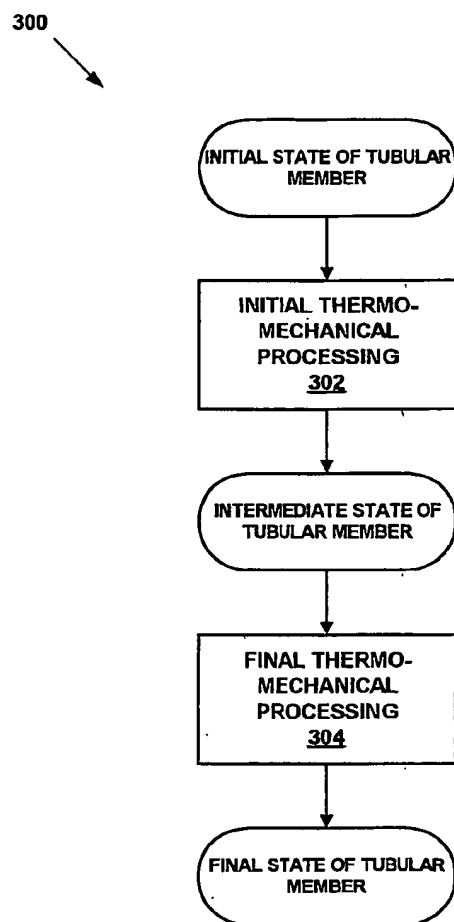 300
INITIAL STATE OF TUBULAR
MEMBER
INITIAL THERMO-
MECHANICAL
PROCESSING
302
INTERMEDIATE STATE OF
TUBULAR MEMBER
FINAL THERMO-
MECHANICAL
PROCESSING
304
FINAL STATE OF TUBULAR
MEMBER